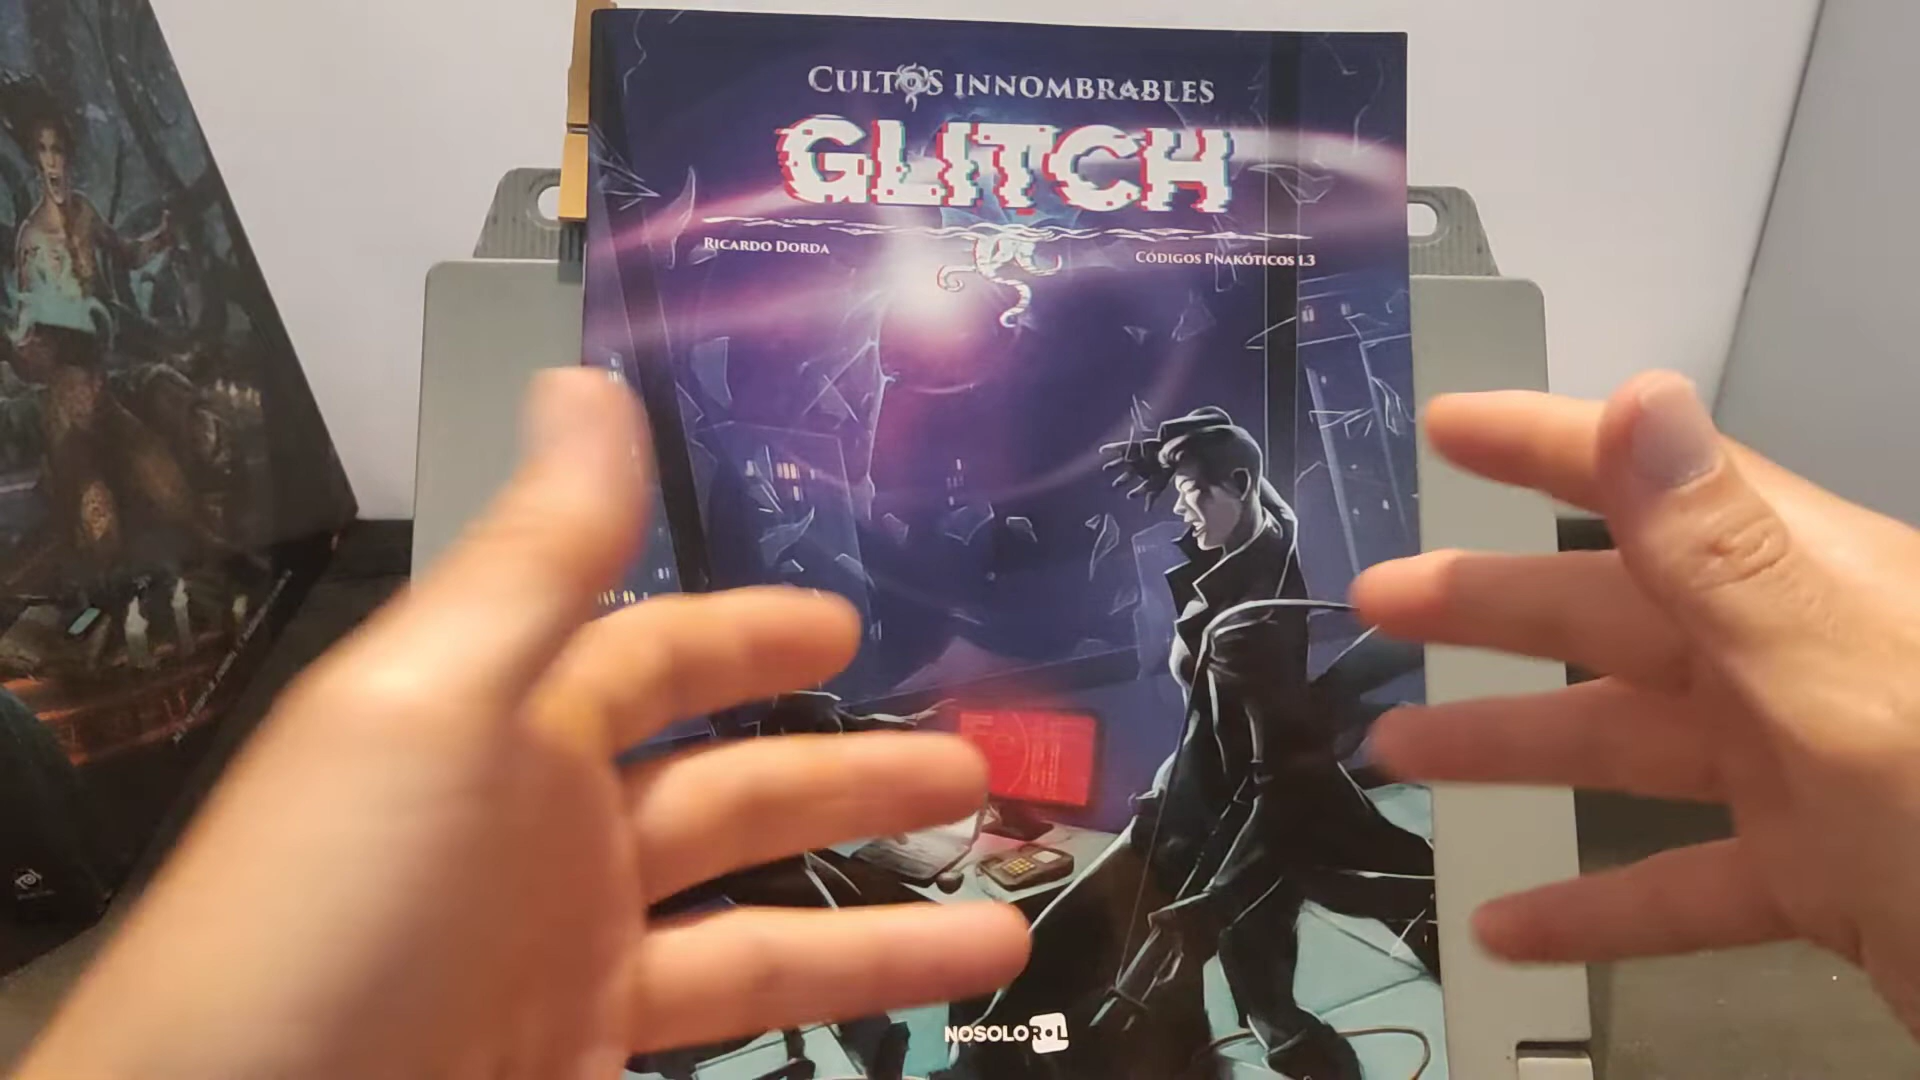 CULTOS INNOMBRABLES
GLITCH
RICARDO DORDA
CÓDIGOS PNAKÓTICOS 1.3
NOSOLOROL